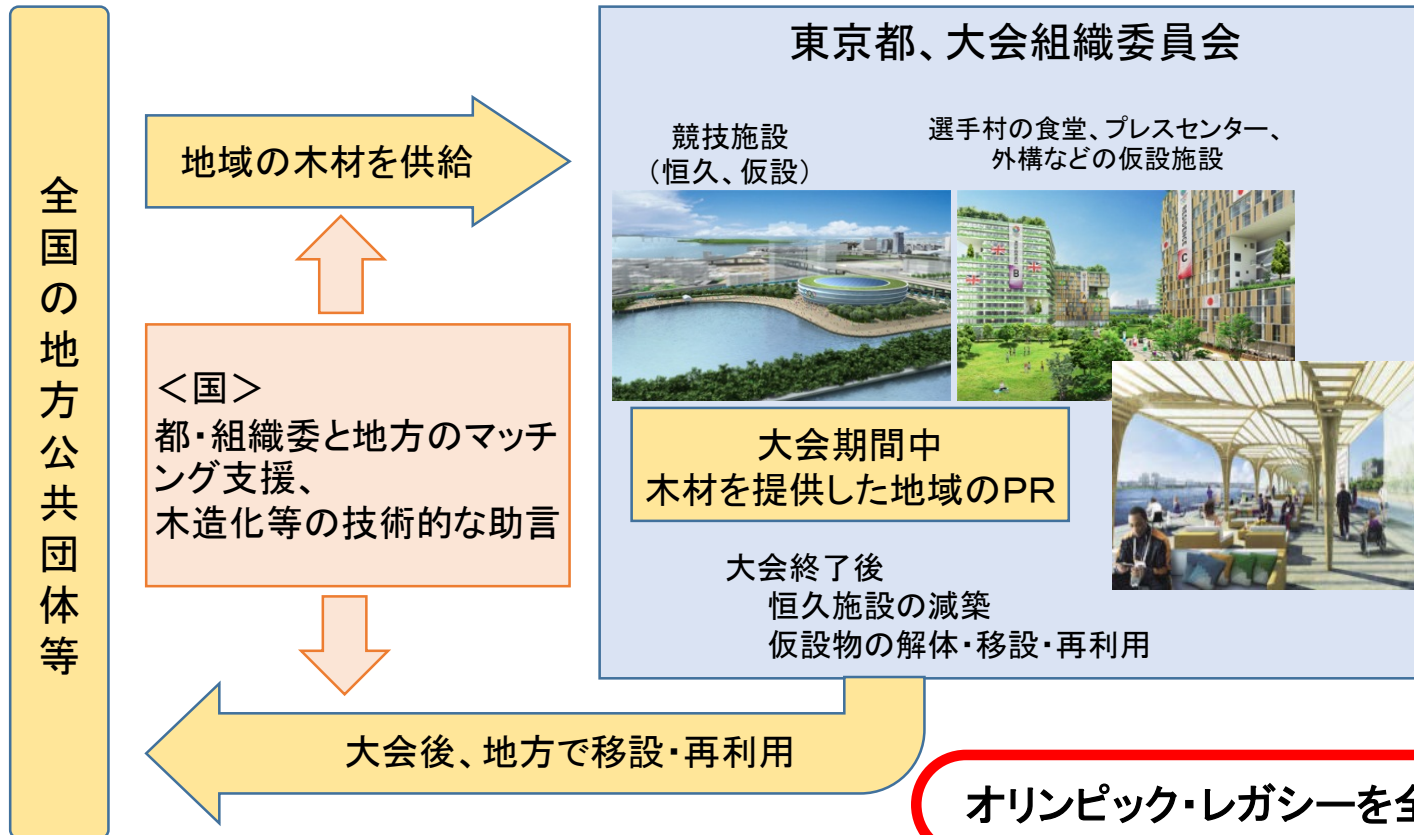 全国の地方公共団体等
地域の木材を供給
＜国＞
都・組織委と地方のマッチ
ング支援、
木造化等の技術的な助言
東京都、大会組織委員会
競技施設
（恒久、仮設）
選手村の食堂、プレスセンター、
外構などの仮設施設
大会期間中
木材を提供した地域のPR
大会終了後
恒久施設の減築
仮設物の解体・移設・再利用
大会後、地方で移設・再利用
オリンピック・レガシーを全